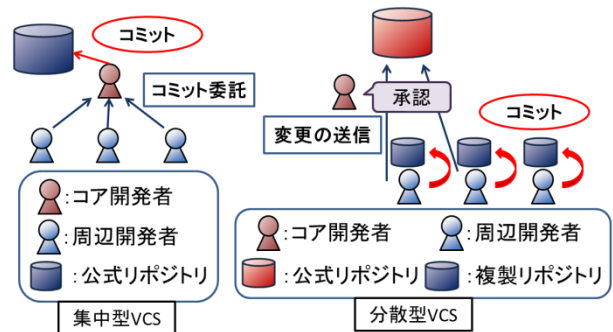 コミット
コミット委託
:コア開発者
:周辺開発者
:公式リポジトリ
集中型VCS
承認
変更の送信
コミット
:コア開発者
:周辺開発者
:公式リポジトリ
:複製リポジトリ
分散型VCS